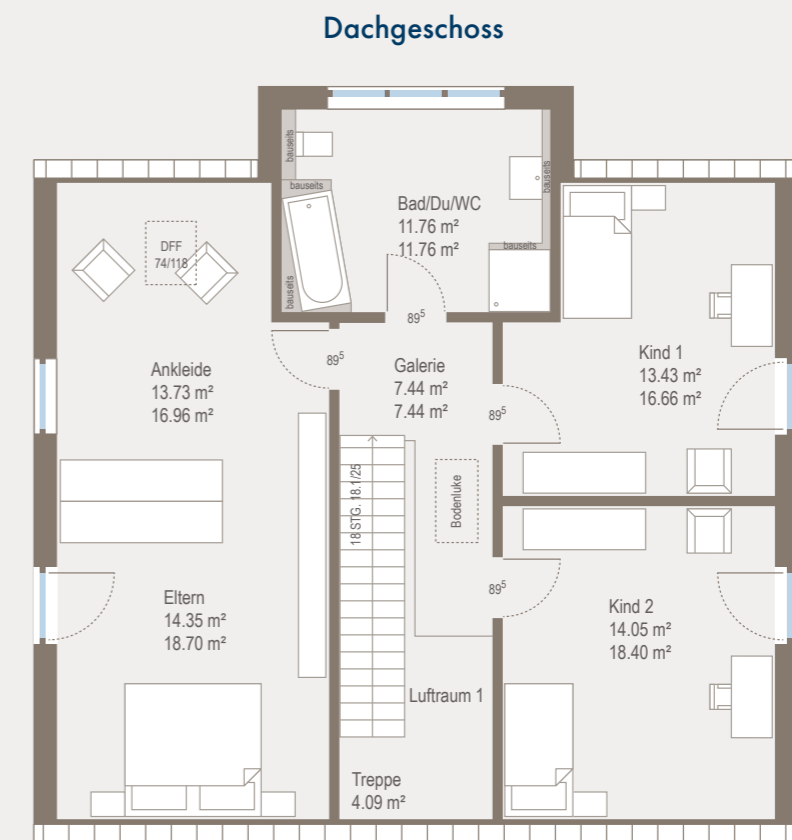 Dachgeschoss
bauseits
bauseits
bauseits
bauseits
bauseits
Bad/Du/WC
11.76 m²
11.76 m²
DFF
74/118
89⁵
89⁵
Ankleide
13.73 m²
16.96 m²
Galerie
7.44 m²
7.44 m²
Kind 1
13.43 m²
16.66 m²
89⁵
18 STG. 18.1/25
Bodenluke
Eltern
14.35 m²
18.70 m²
89⁵
Kind 2
14.05 m²
18.40 m²
Luftraum 1
Treppe
4.09 m²